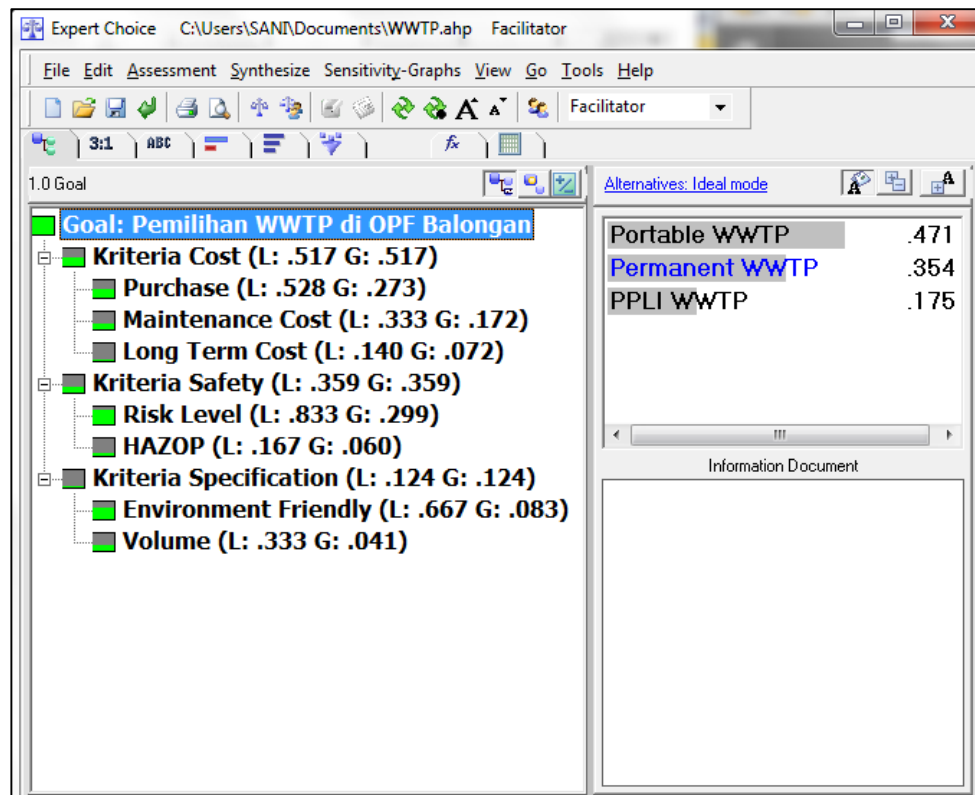 Expert Choice C:\Users\SANI\Documents\WWTP.ahp Facilitator
File Edit Assessment Synthesize Sensitivity-Graphs View Go Tools Help
Facilitator
3:1 ABC fx
1.0 Goal
Goal: Pemilihan WWTP di OPF Balongan
Kriteria Cost (L: .517 G: .517)
Purchase (L: .528 G: .273)
Maintenance Cost (L: .333 G: .172)
Long Term Cost (L: .140 G: .072)
Kriteria Safety (L: .359 G: .359)
Risk Level (L: .833 G: .299)
HAZOP (L: .167 G: .060)
Kriteria Specification (L: .124 G: .124)
Environment Friendly (L: .667 G: .083)
Volume (L: .333 G: .041)
Alternatives: Ideal mode
Portable WWTP .471
Permanent WWTP .354
PPLI WWTP .175
Information Document